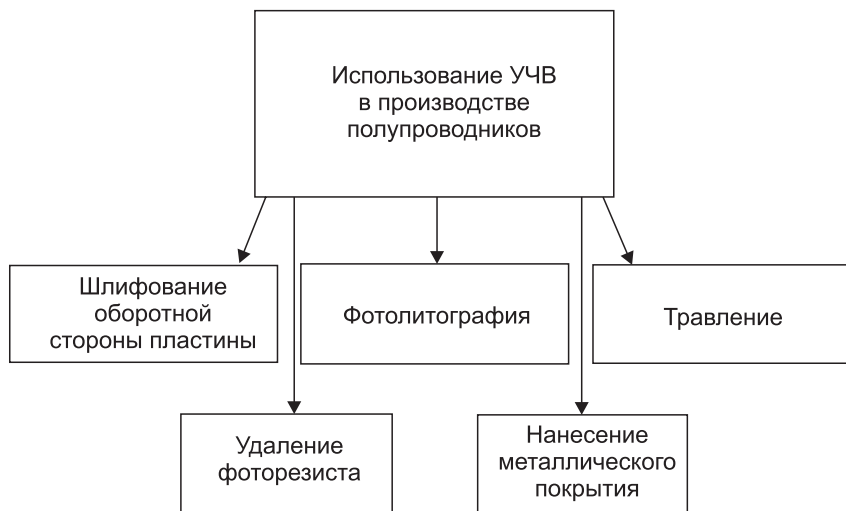 Использование УЧВ
в производстве
полупроводников
Шлифование
оборотной
стороны пластины
Фотолитография
Травление
Удаление
фоторезиста
Нанесение
металлического
покрытия